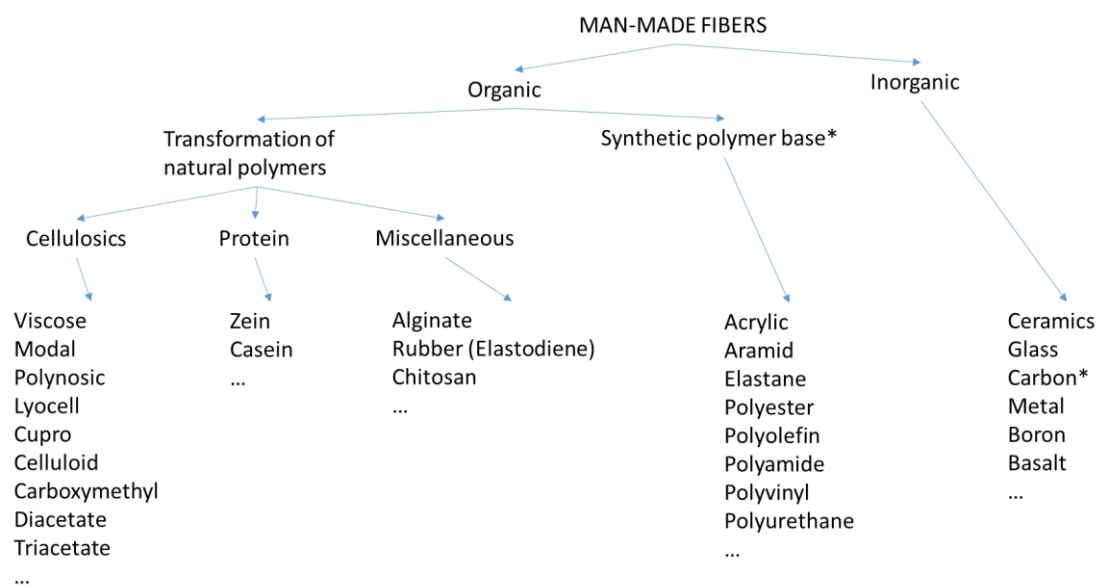 MAN-MADE FIBERS
Organic
Inorganic
Transformation of
natural polymers
Synthetic polymer base*
Cellulosics
Protein
Miscellaneous
Viscose
Modal
Polynosic
Lyocell
Cupro
Celluloid
Carboxymethyl
Diacetate
Triacetate
...
Zein
Casein
...
Alginate
Rubber (Elastodiene)
Chitosan
...
Acrylic
Aramid
Elastane
Polyester
Polyolefin
Polyamide
Polyvinyl
Polyurethane
...
Ceramics
Glass
Carbon*
Metal
Boron
Basalt
...